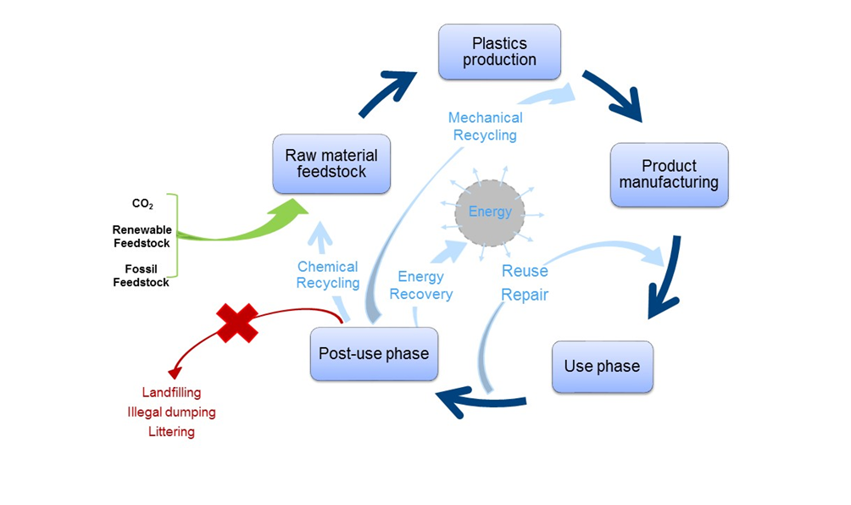 Plastics
production
Mechanical
Recycling
Raw material
feedstock
Product
manufacturing
CO₂
Renewable
Feedstock
Fossil
Feedstock
Energy
Chemical
Recycling
Energy
Recovery
Reuse
Repair
Post-use phase
Use phase
Landfilling
Illegal dumping
Littering